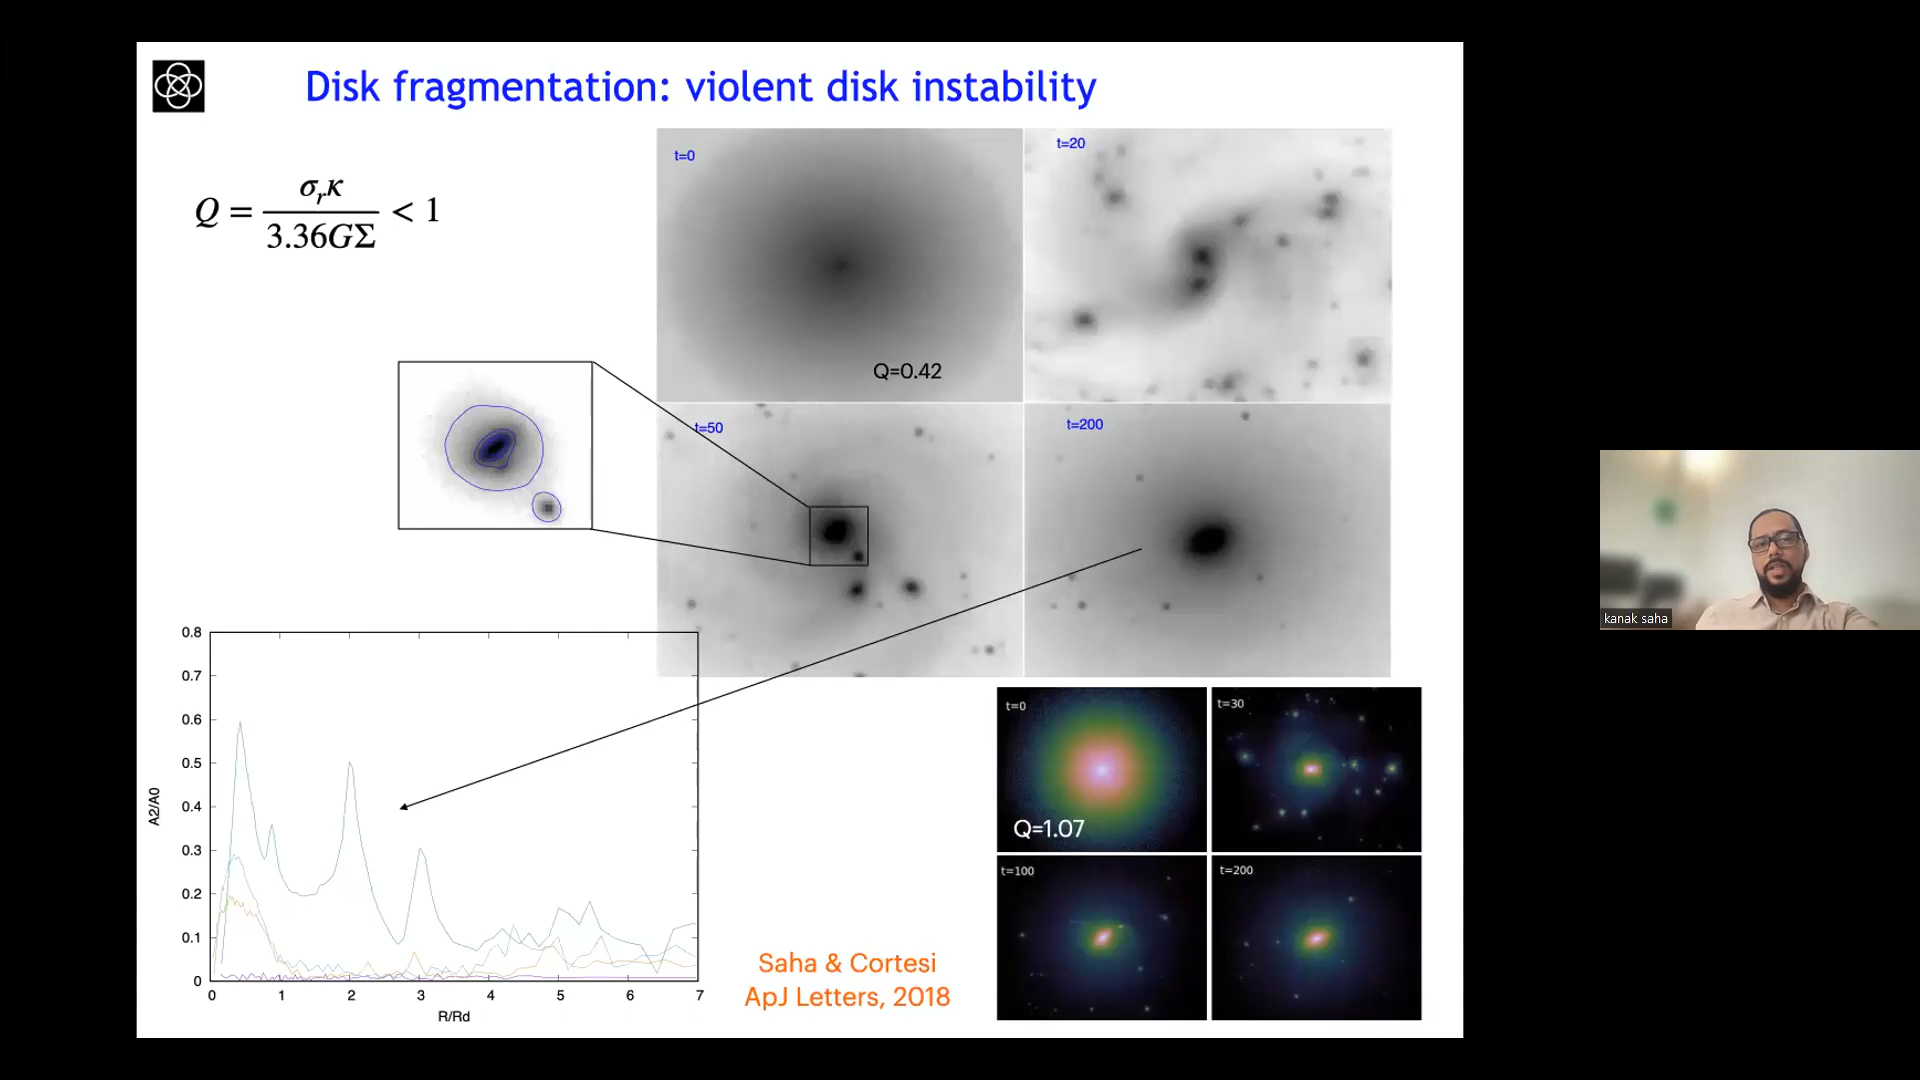 Disk fragmentation: violent disk instability
Q = σrκ / 3.36GΣ < 1
t=0
t=20
Q=0.42
t=50
t=200
0.8
0.7
0.6
0.5
0.4
0.3
0.2
0.1
0
A2/A0
0 1 2 3 4 5 6 7
R/Rd
t=0
t=30
Q=1.07
t=100
t=200
Saha & Cortesi
ApJ Letters, 2018
kanak saha